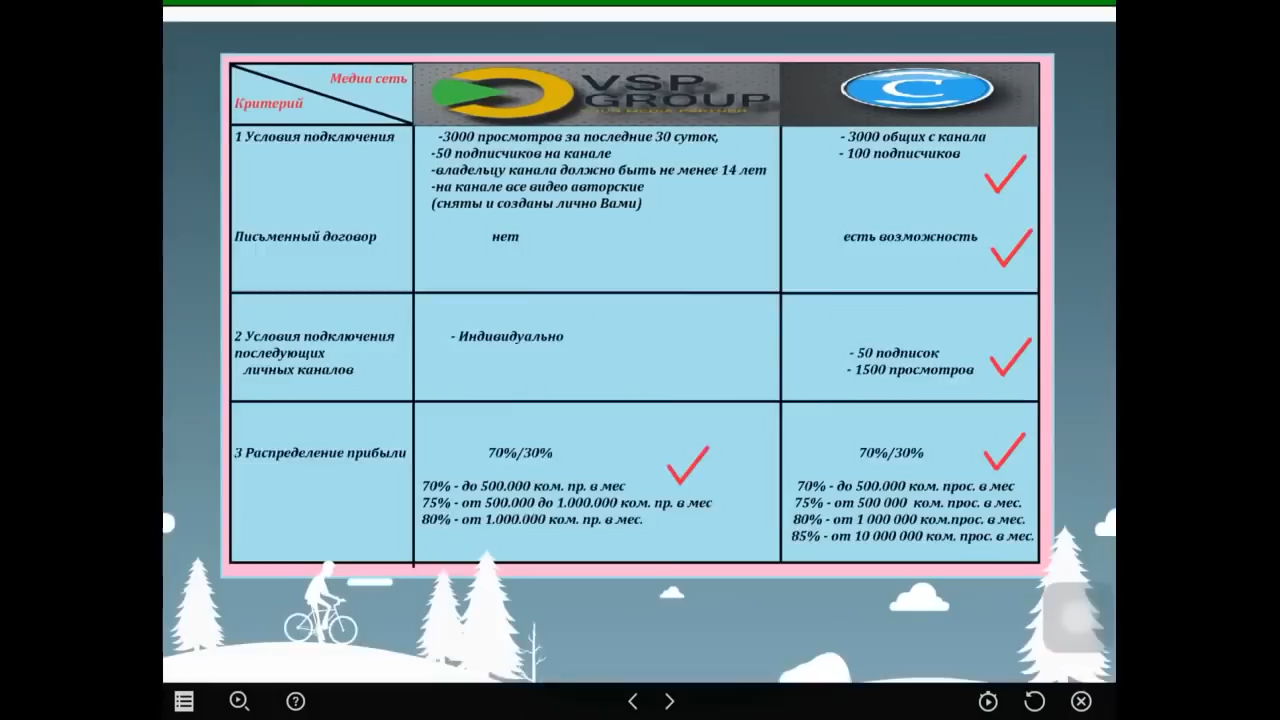 Медиа сеть
Критерий
VSP
GROUP
C
1 Условия подключения
-3000 просмотров за последние 30 суток,
-50 подписчиков на канале
-владельцу канала должно быть не менее 14 лет
-на канале все видео авторские
(сняты и созданы лично Вами)
- 3000 общих с канала
- 100 подписчиков
Письменный договор
нет
есть возможность
2 Условия подключения
последующих
личных каналов
- Индивидуально
- 50 подписок
- 1500 просмотров
3 Распределение прибыли
70%/30%
70% - до 500.000 ком. пр. в мес
75% - от 500.000 до 1.000.000 ком. пр. в мес
80% - от 1.000.000 ком. пр. в мес.
70%/30%
70% - до 500.000 ком. прос. в мес
75% - от 500 000 ком. прос. в мес.
80% - от 1 000 000 ком.прос. в мес.
85% - от 10 000 000 ком. прос. в мес.